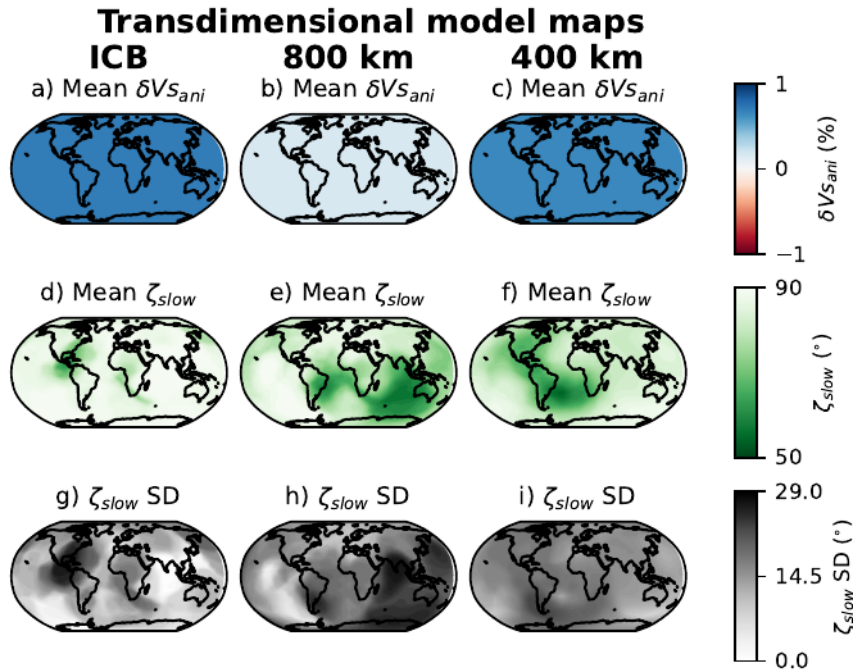 Transdimensional model maps
ICB 800 km 400 km
a) Mean δVs_ani b) Mean δVs_ani c) Mean δVs_ani
1
0
−1
δVs_ani (%)
d) Mean ζ_slow e) Mean ζ_slow f) Mean ζ_slow
90
50
ζ_slow (°)
g) ζ_slow SD h) ζ_slow SD i) ζ_slow SD
29.0
14.5
0.0
ζ_slow SD (°)